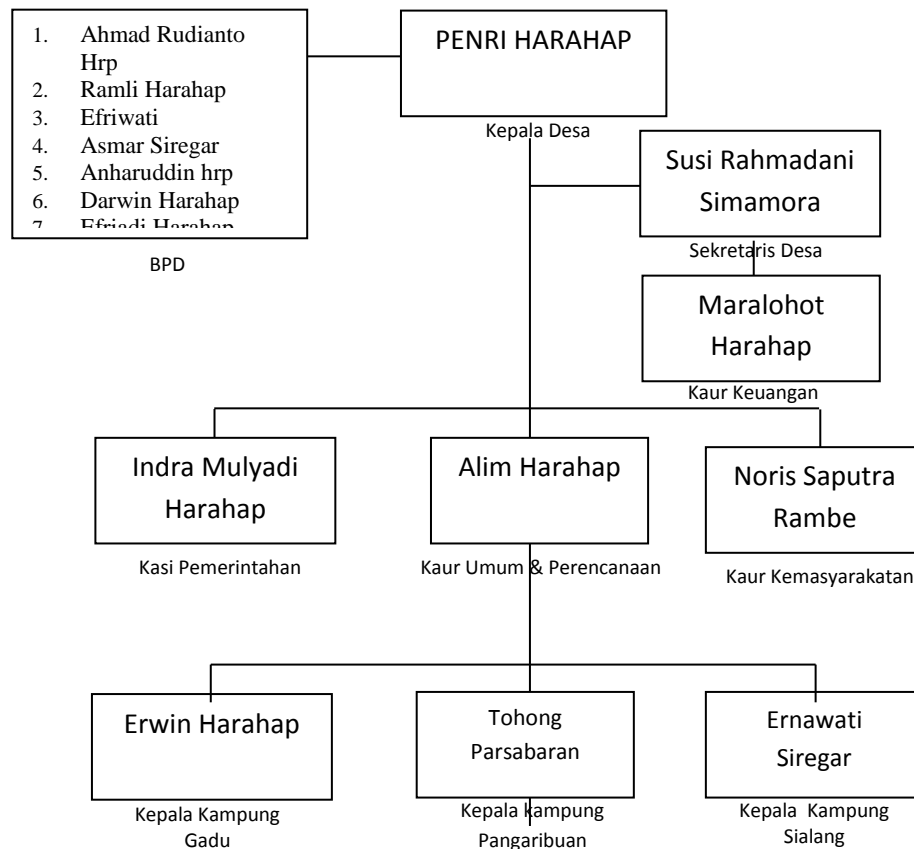 1. Ahmad Rudianto
Hrp
2. Ramli Harahap
3. Efriwati
4. Asmar Siregar
5. Anharuddin hrp
6. Darwin Harahap
7. Efriadi Harahap
BPD
PENRI HARAHAP
Kepala Desa
Susi Rahmadani
Simamora
Sekretaris Desa
Maralohot
Harahap
Kaur Keuangan
Indra Mulyadi
Harahap
Kasi Pemerintahan
Alim Harahap
Kaur Umum & Perencanaan
Noris Saputra
Rambe
Kaur Kemasyarakatan
Erwin Harahap
Kepala Kampung
Gadu
Tohong
Parsabaran
Kepala kampung
Pangaribuan
Ernawati
Siregar
Kepala Kampung
Sialang